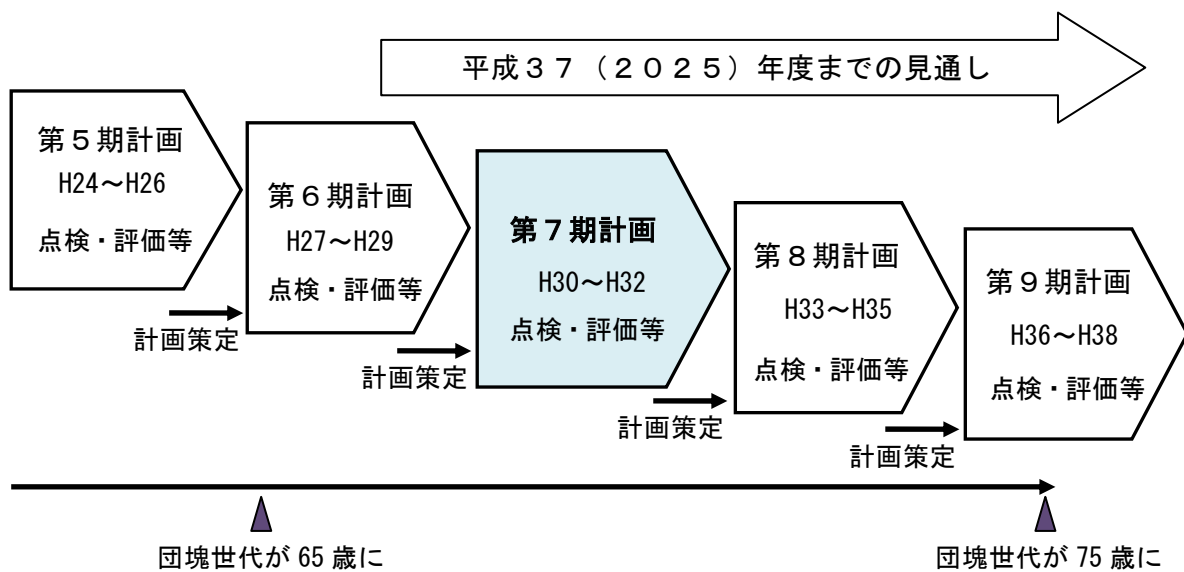 平成３７（２０２５）年度までの見通し
第５期計画
H24～H26
点検・評価等
計画策定
第６期計画
H27～H29
点検・評価等
計画策定
第７期計画
H30～H32
点検・評価等
計画策定
第８期計画
H33～H35
点検・評価等
計画策定
第９期計画
H36～H38
点検・評価等
団塊世代が 65 歳に
団塊世代が 75 歳に